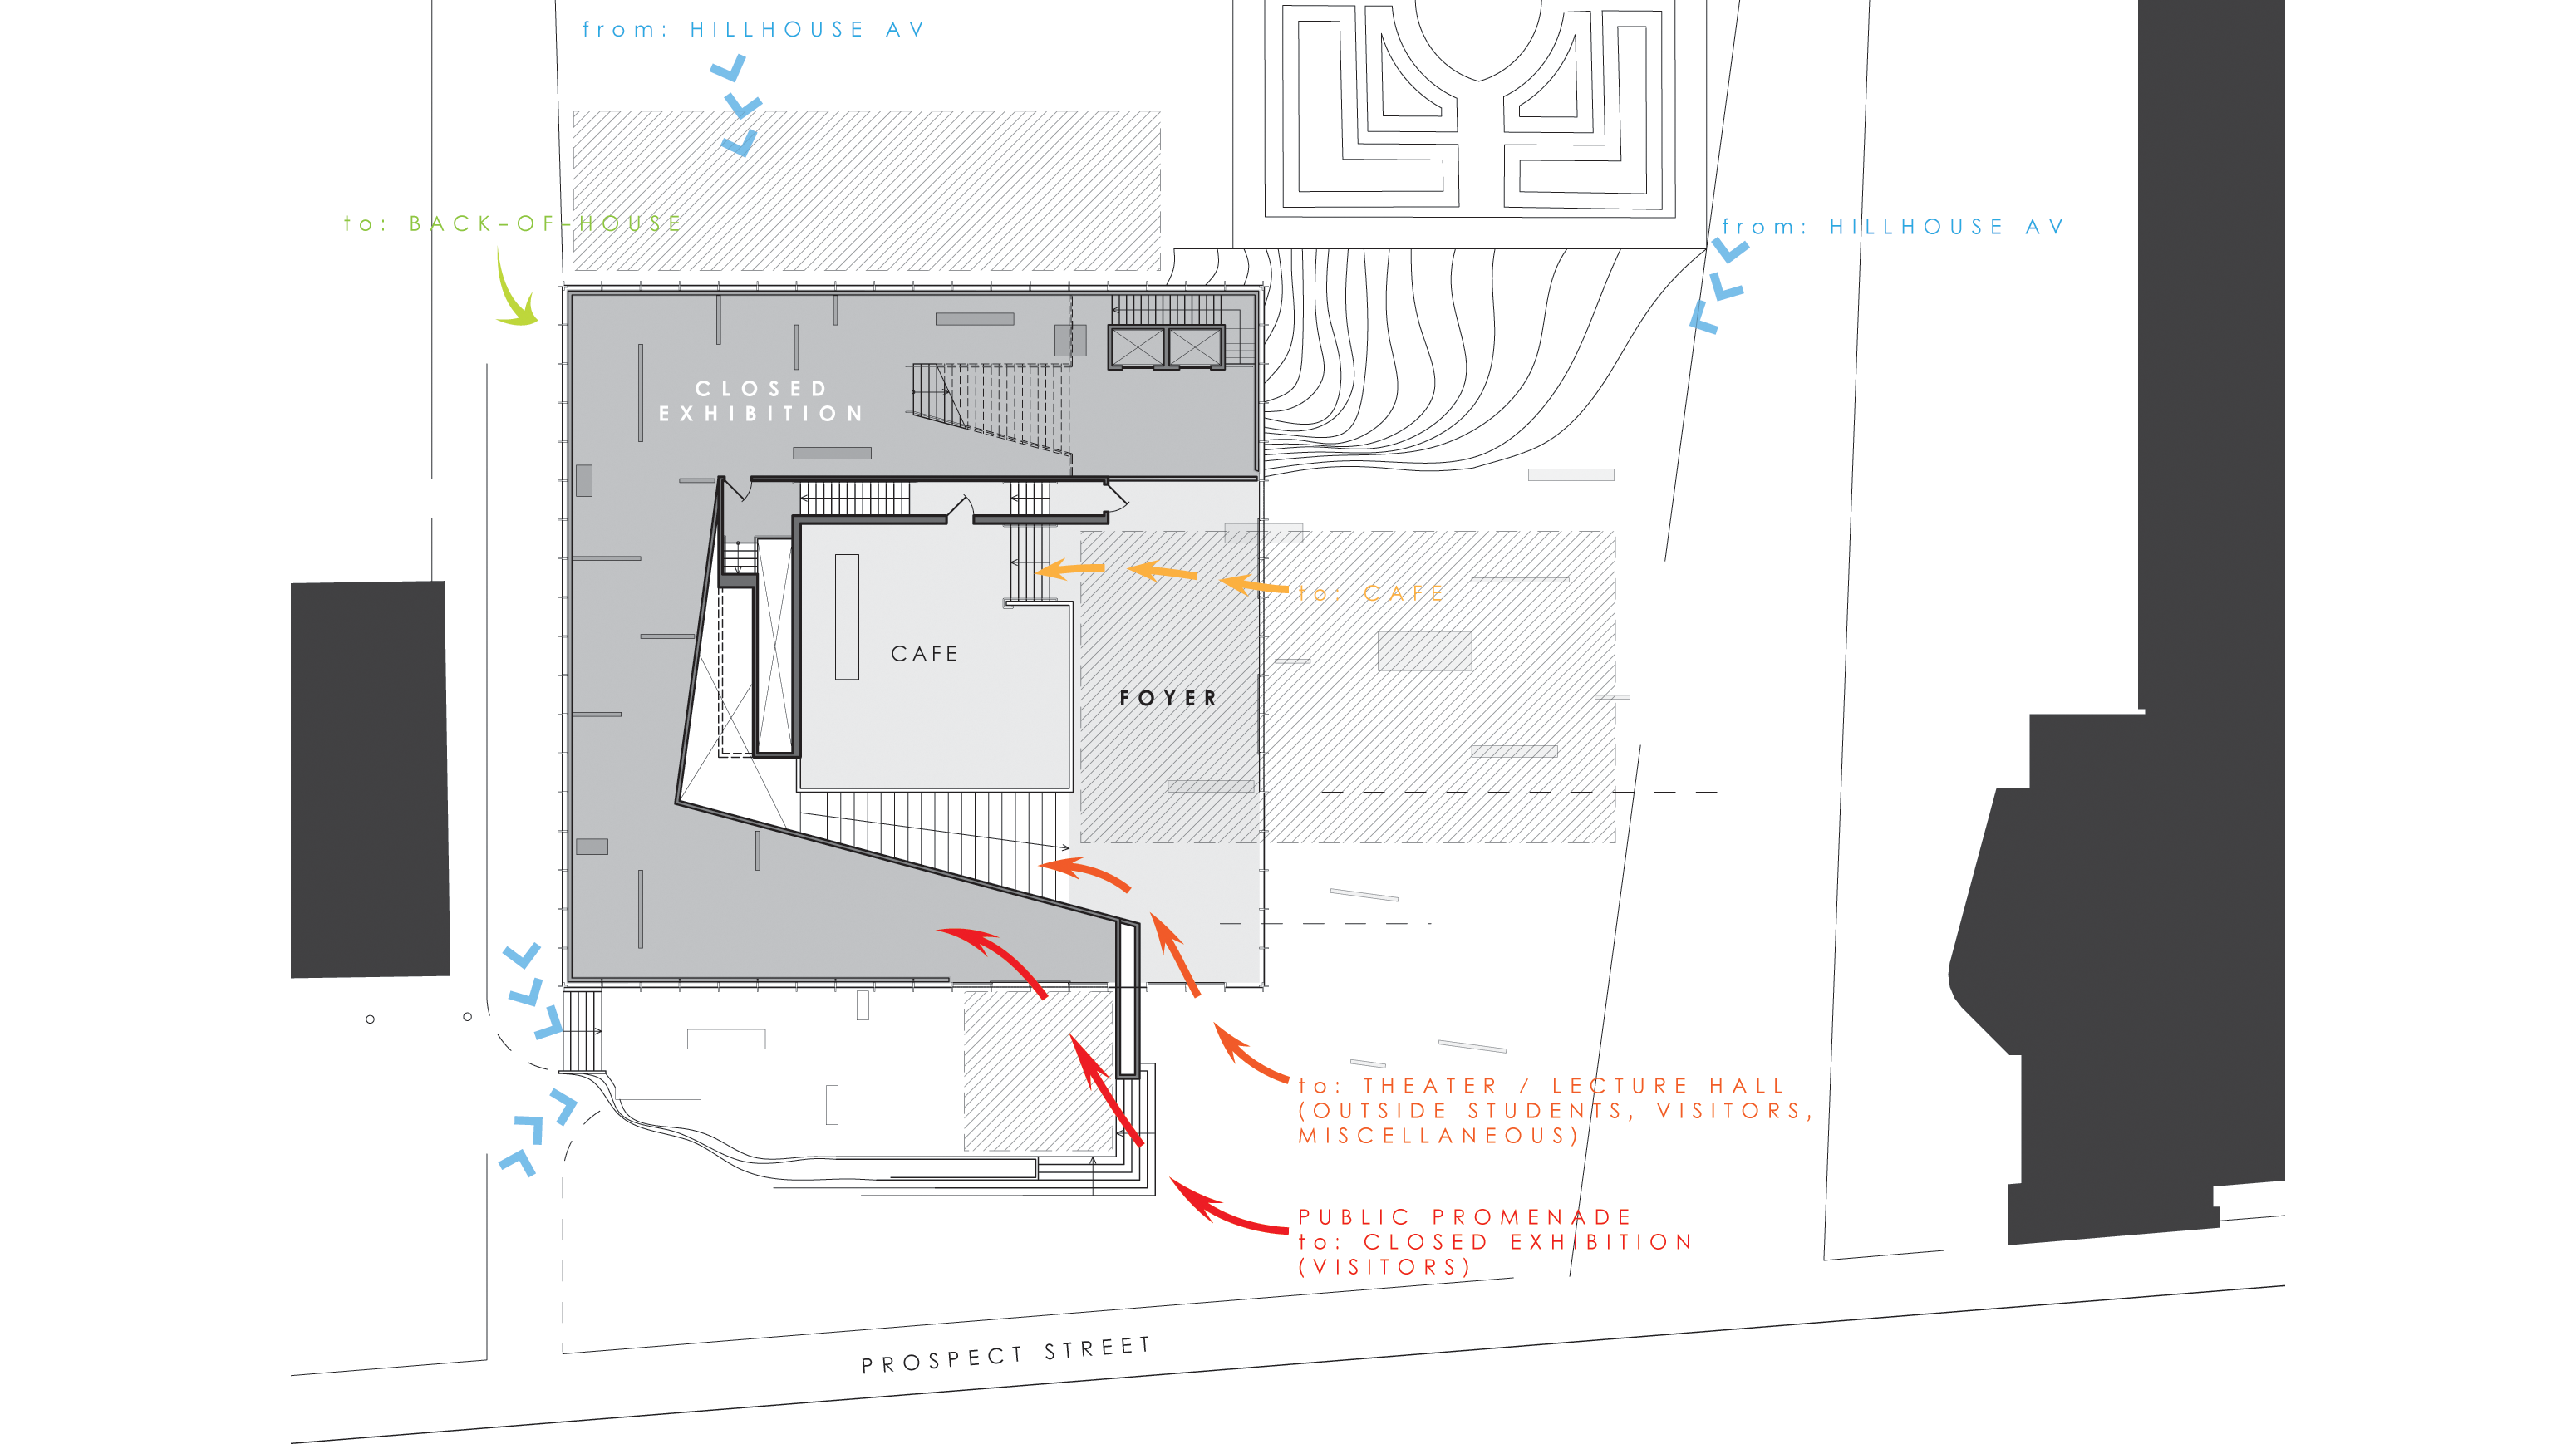 from: HILLHOUSE AV
to: BACK-OF-HOUSE
from: HILLHOUSE AV
CLOSED
EXHIBITION
to: CAFE
CAFE
FOYER
to: THEATER / LECTURE HALL
(OUTSIDE STUDENTS, VISITORS,
MISCELLANEOUS)
PUBLIC PROMENADE
to: CLOSED EXHIBITION
(VISITORS)
PROSPECT STREET